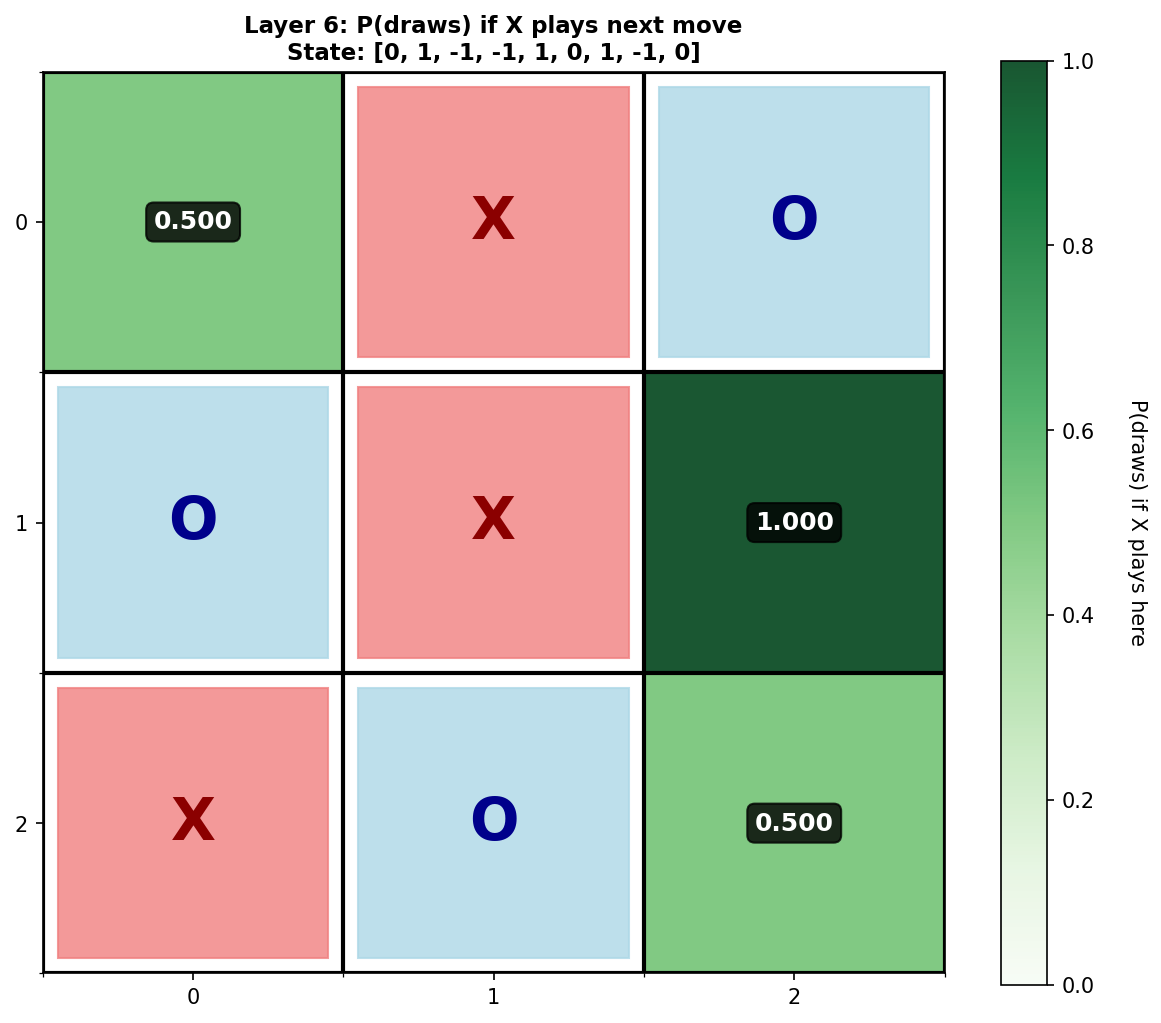 Layer 6: P(draws) if X plays next move
State: [0, 1, -1, -1, 1, 0, 1, -1, 0]
0
0.500
X
O
1
O
X
1.000
2
X
O
0.500
0
1
2
1.0
0.8
0.6
0.4
0.2
0.0
P(draws) if X plays here